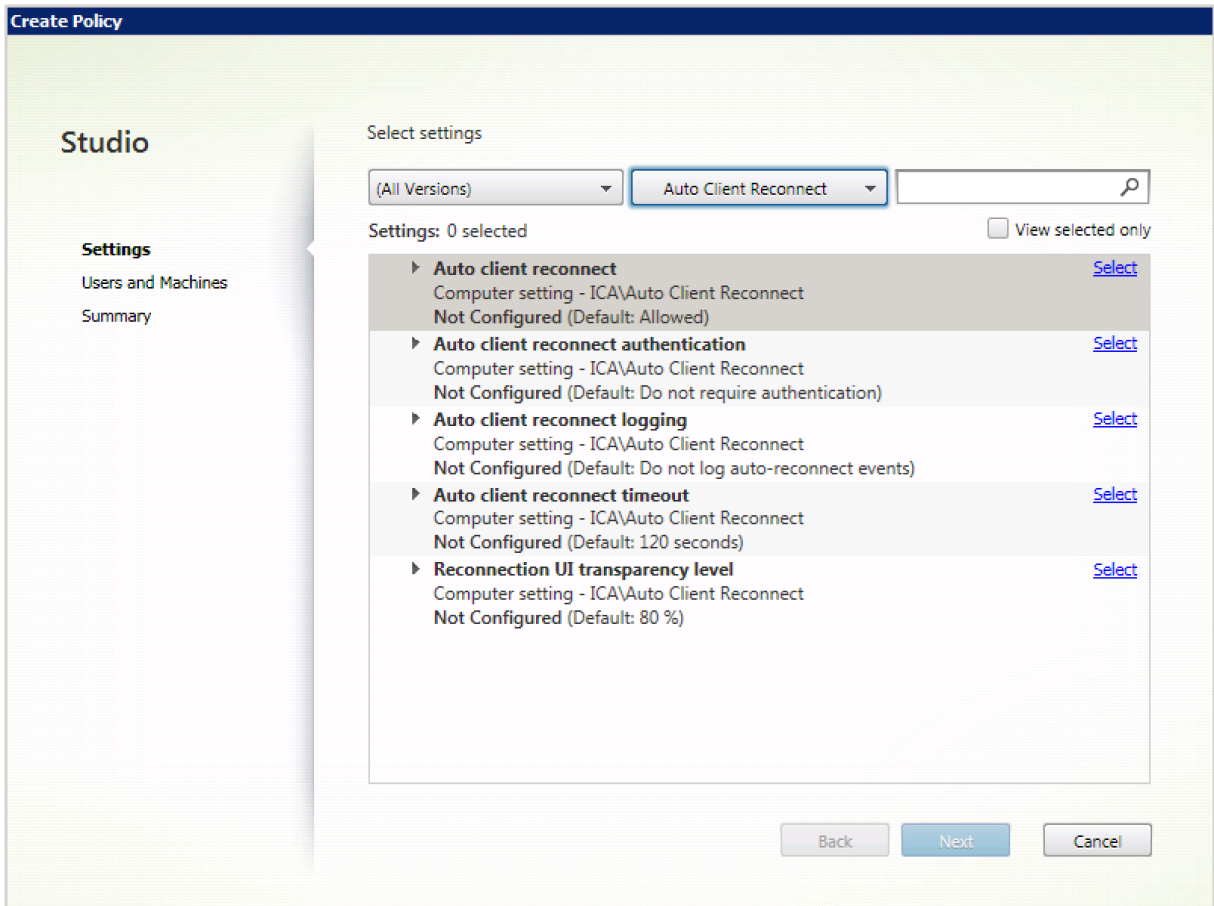 Create Policy
Studio
Settings
Users and Machines
Summary
Select settings
(All Versions)
Auto Client Reconnect
Settings: 0 selected
View selected only
Auto client reconnect
Select
Computer setting - ICA\Auto Client Reconnect
Not Configured (Default: Allowed)
Auto client reconnect authentication
Select
Computer setting - ICA\Auto Client Reconnect
Not Configured (Default: Do not require authentication)
Auto client reconnect logging
Select
Computer setting - ICA\Auto Client Reconnect
Not Configured (Default: Do not log auto-reconnect events)
Auto client reconnect timeout
Select
Computer setting - ICA\Auto Client Reconnect
Not Configured (Default: 120 seconds)
Reconnection UI transparency level
Select
Computer setting - ICA\Auto Client Reconnect
Not Configured (Default: 80 %)
Back
Next
Cancel